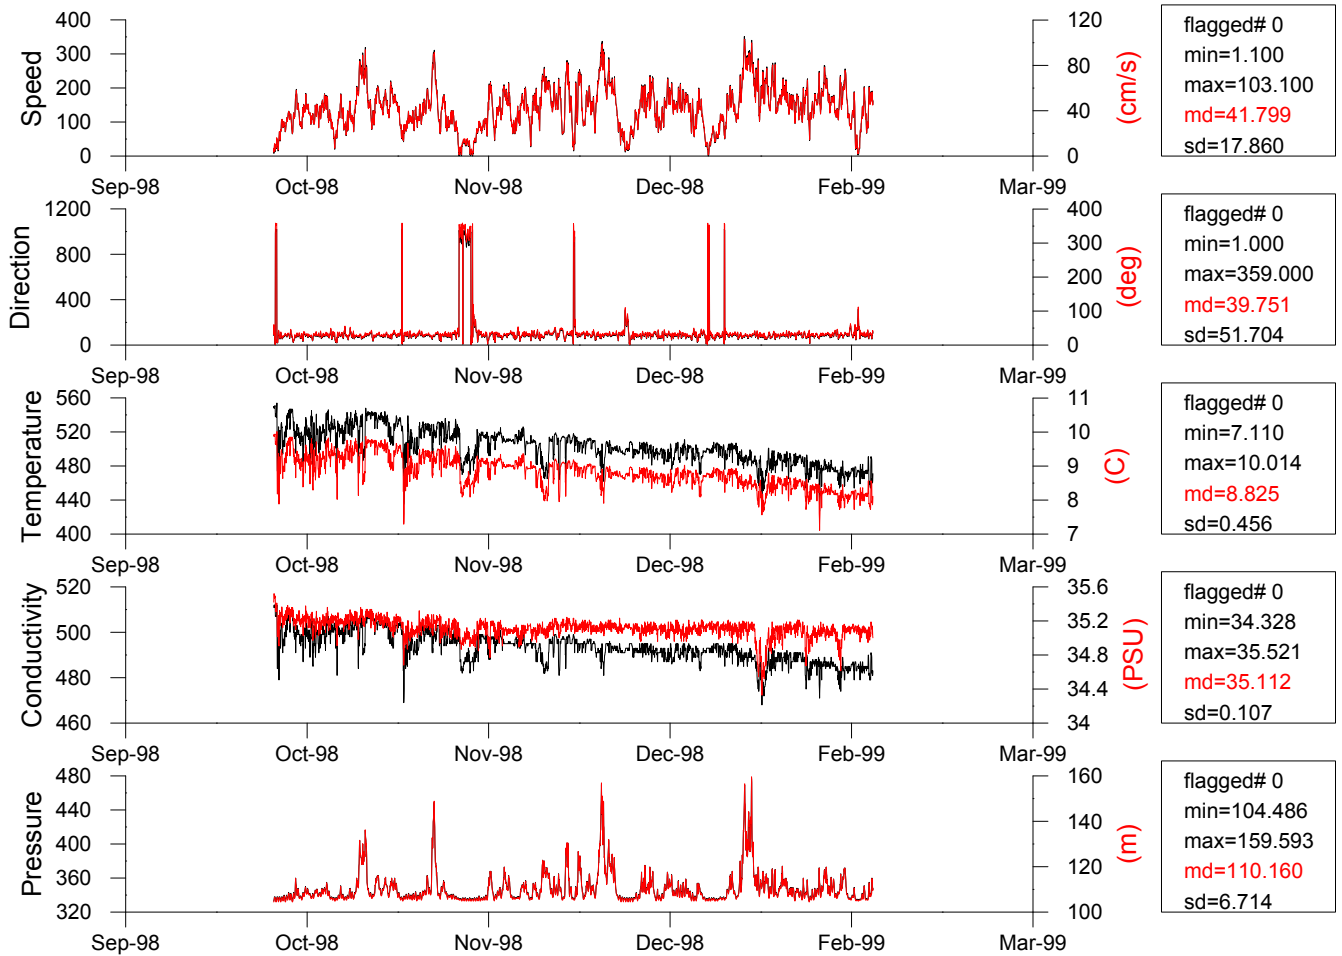 Speed
400
300
200
100
0
120
80
40
0
(cm/s)
Sep-98 Oct-98 Nov-98 Dec-98 Feb-99 Mar-99
flagged# 0
min=1.100
max=103.100
md=41.799
sd=17.860
Direction
1200
800
400
0
400
300
200
100
0
(deg)
Sep-98 Oct-98 Nov-98 Dec-98 Feb-99 Mar-99
flagged# 0
min=1.000
max=359.000
md=39.751
sd=51.704
Temperature
560
520
480
440
400
11
10
9
8
7
(C)
Sep-98 Oct-98 Nov-98 Dec-98 Feb-99 Mar-99
flagged# 0
min=7.110
max=10.014
md=8.825
sd=0.456
Conductivity
520
500
480
460
35.6
35.2
34.8
34.4
34
(PSU)
Sep-98 Oct-98 Nov-98 Dec-98 Feb-99 Mar-99
flagged# 0
min=34.328
max=35.521
md=35.112
sd=0.107
Pressure
480
440
400
360
320
160
140
120
100
(m)
Sep-98 Oct-98 Nov-98 Dec-98 Feb-99 Mar-99
flagged# 0
min=104.486
max=159.593
md=110.160
sd=6.714